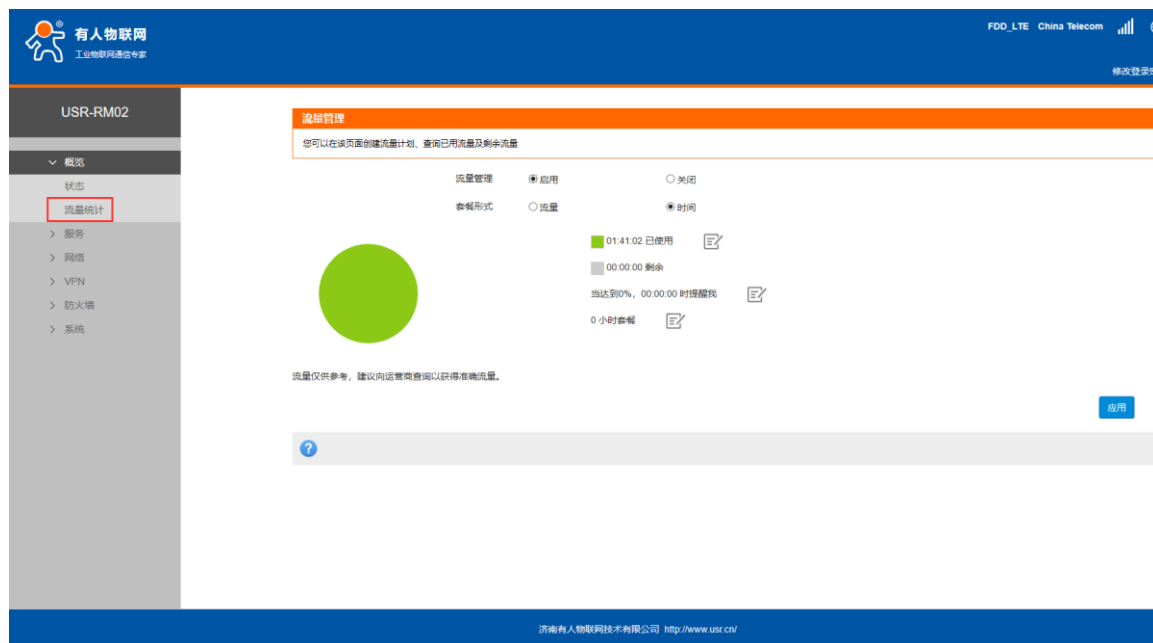 有人物联网
工业物联网通信专家
FDD_LTE China Telecom
修改登录
USR-RM02
概览
状态
流量统计
服务
网络
VPN
防火墙
系统
流量管理
您可以在该页面创建流量计划、查询已用流量及剩余流量
流量管理 启用 关闭
套餐形式 流量 时间
01:41:02 已使用
00:00:00 剩余
当达到0%，00:00:00 时提醒我
0 小时套餐
流量仅供参考，建议向运营商查询以获得准确流量。
应用
济南有人物联网技术有限公司 http://www.usr.cn/